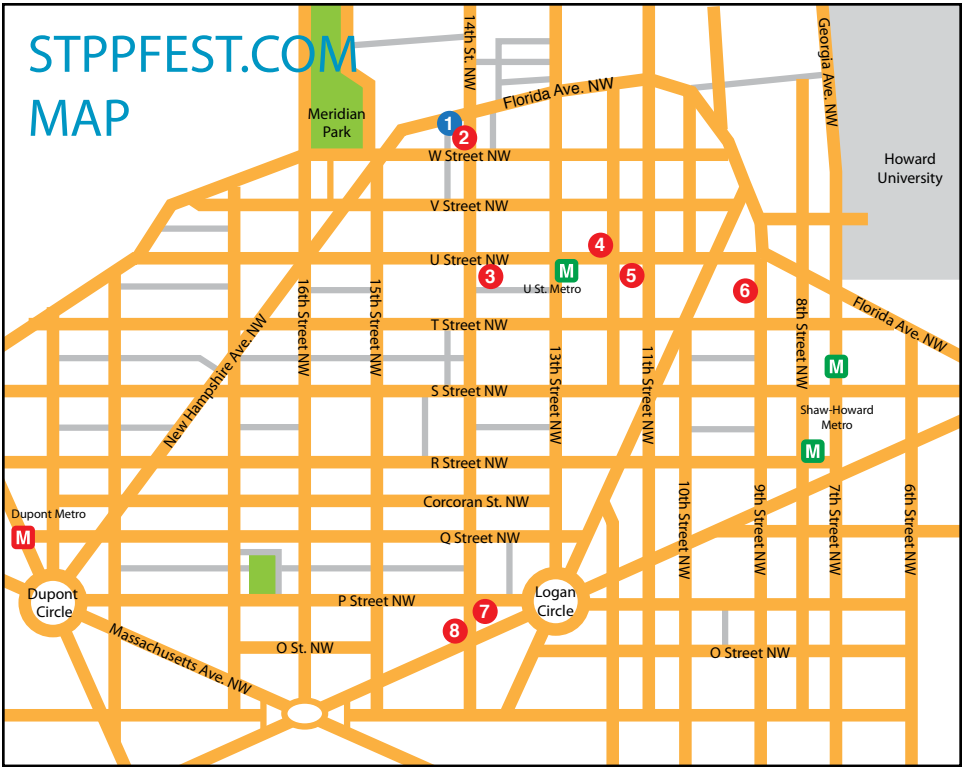 STPPFEST.COM
MAP
14th St. NW
Georgia Ave. NW
Florida Ave. NW
Meridian
Park
1
2
W Street NW
Howard
University
V Street NW
4
U Street NW
3
M
5
U St. Metro
6
16th Street NW
15th Street NW
8th Street NW
Florida Ave. NW
T Street NW
New Hampshire Ave. NW
13th Street NW
11th Street NW
M
S Street NW
Shaw-Howard
Metro
M
R Street NW
10th Street NW
9th Street NW
7th Street NW
6th Street NW
Corcoran St. NW
Dupont Metro
M
Q Street NW
Dupont
Circle
P Street NW
Logan
Circle
7
8
Massachusetts Ave. NW
O St. NW
O Street NW